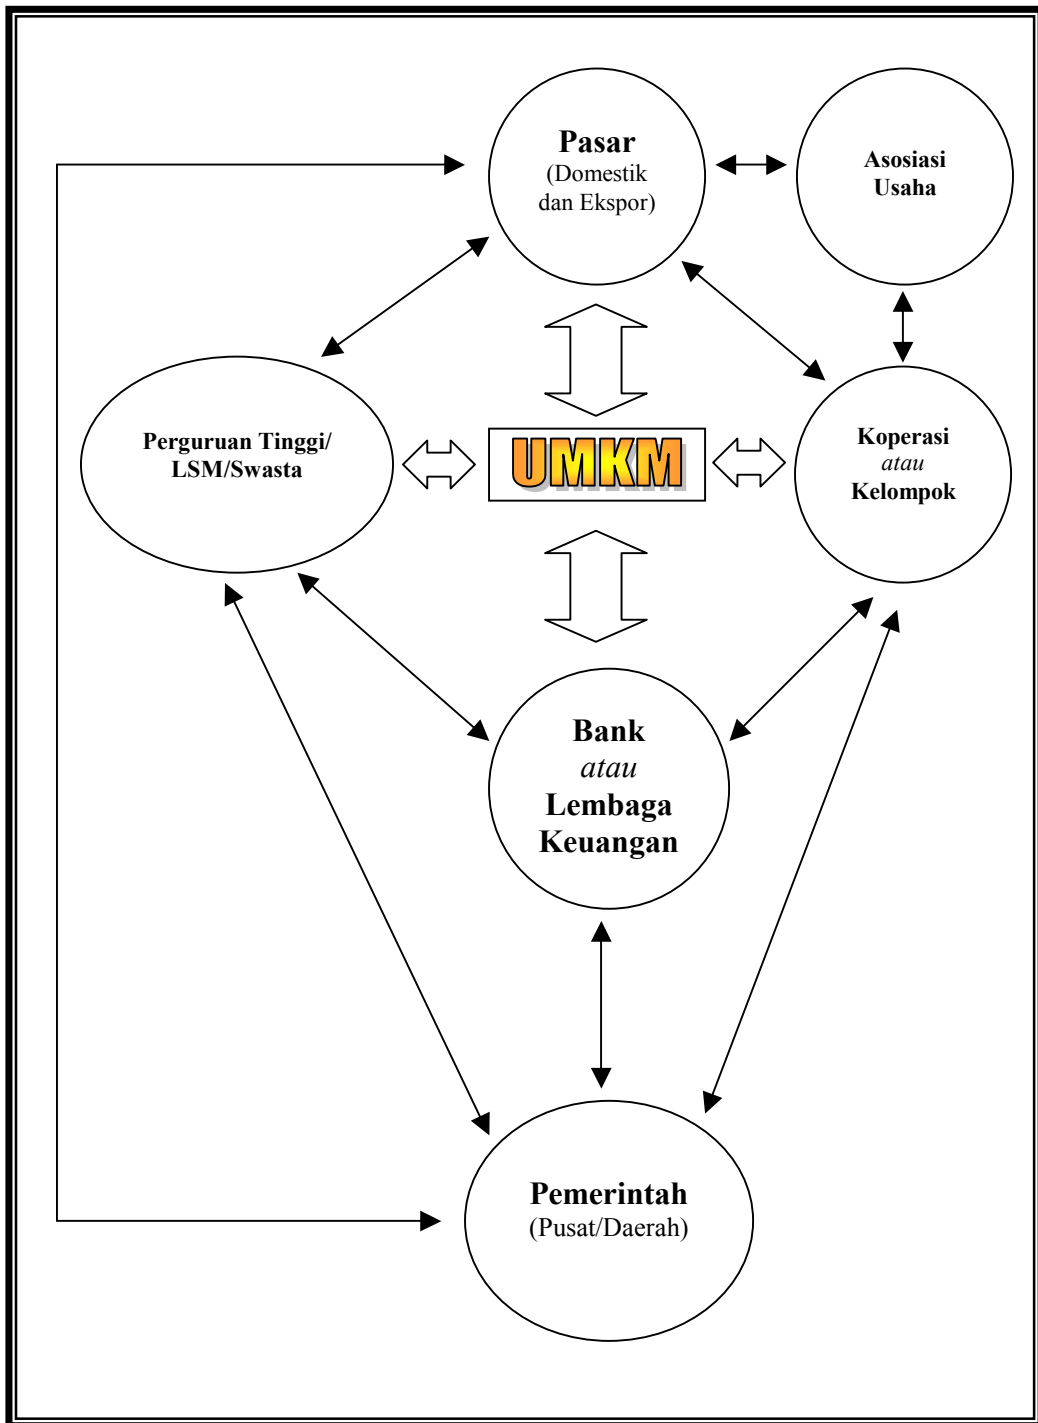 Pasar
(Domestik
dan Ekspor)
Asosiasi
Usaha
Perguruan Tinggi/
LSM/Swasta
UMKM
Koperasi
atau
Kelompok
Bank
atau
Lembaga
Keuangan
Pemerintah
(Pusat/Daerah)